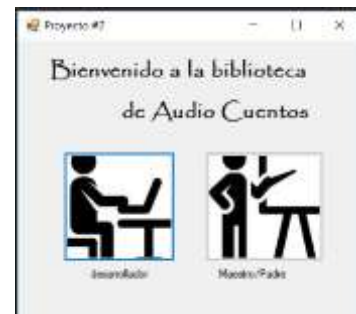 Proyecto #7
Bienvenido a la biblioteca
de Audio Cuentos
desarrollador Maestro/Padre